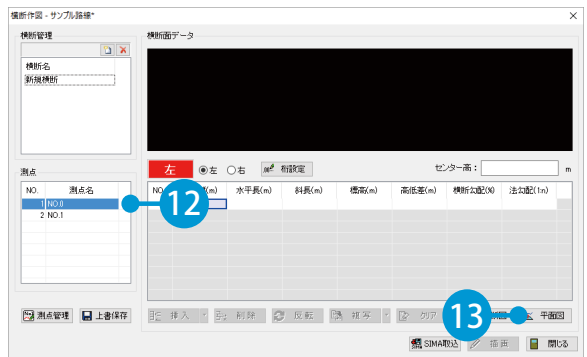 横断作図 - サンプル路線*
横断管理
横断名
新規横断
測点
NO. 測点名
1 NO.0
2 NO.1
測点管理 上書保存
横断面データ
左 左 右 桁設定 センター高: m
NO. (m) 水平長(m) 斜長(m) 標高(m) 高低差(m) 横断勾配(%) 法勾配(1:n)
12
挿入 削除 反転 複写 クリア 断図 平面図
13
SIMA取込 描画 閉じる